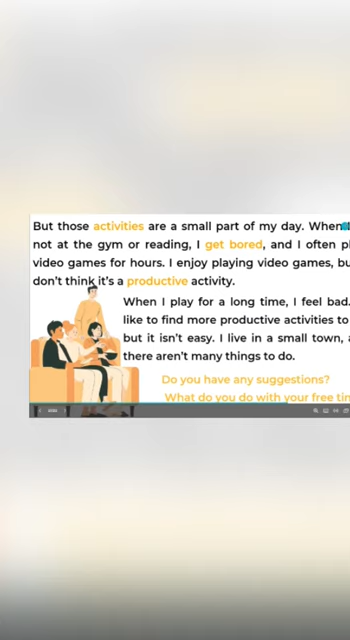 But those activities are a small part of my day. When
not at the gym or reading, I get bored, and I often
video games for hours. I enjoy playing video games,
don't think it's a productive activity.
When I play for a long time, I feel bad.
like to find more productive activities to
but it isn't easy. I live in a small town,
there aren't many things to do.
Do you have any suggestions?
What do you do with your free